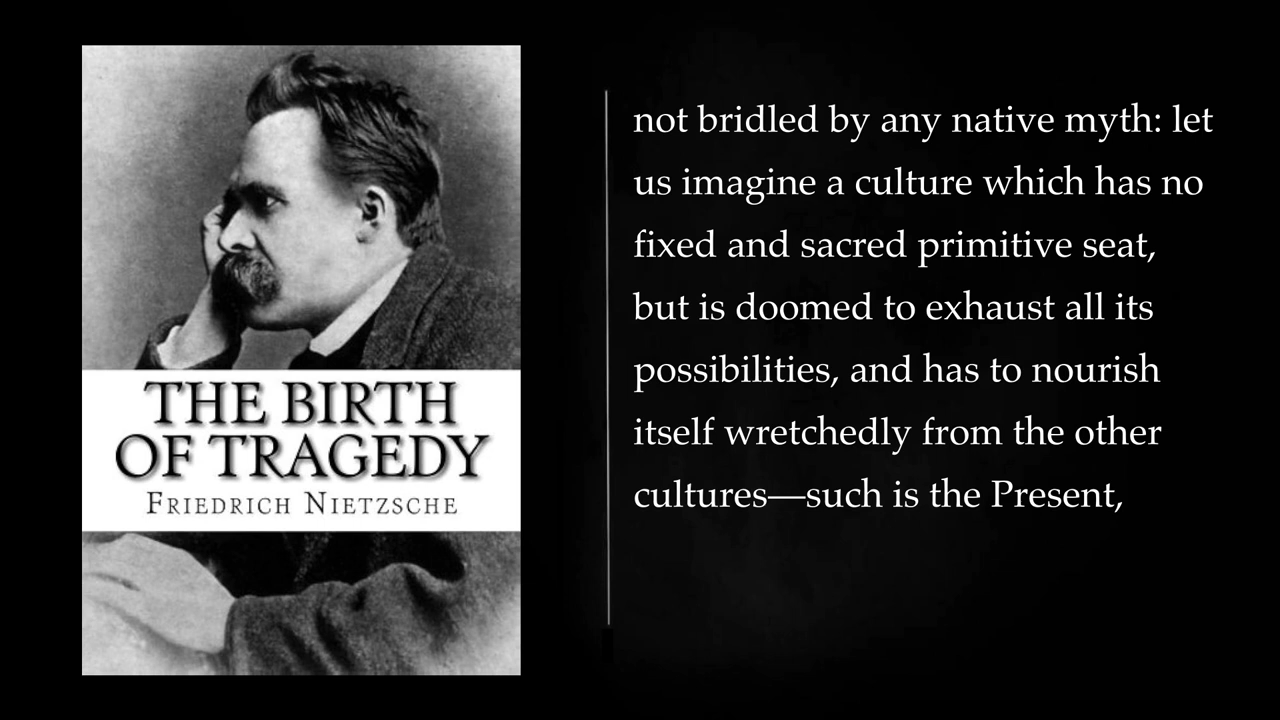 THE BIRTH
OF TRAGEDY
FRIEDRICH NIETZSCHE
not bridled by any native myth: let
us imagine a culture which has no
fixed and sacred primitive seat,
but is doomed to exhaust all its
possibilities, and has to nourish
itself wretchedly from the other
cultures—such is the Present,